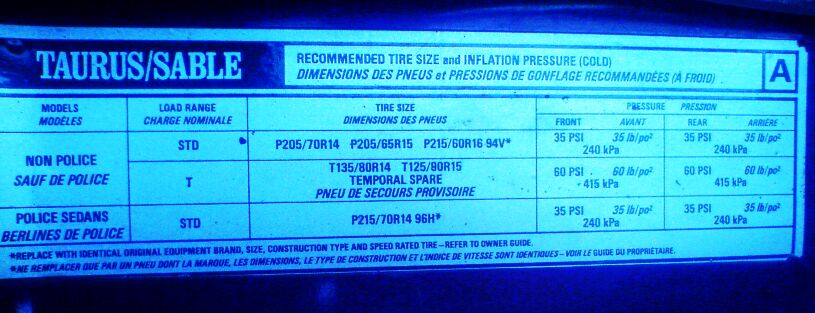 TAURUS/SABLE
RECOMMENDED TIRE SIZE and INFLATION PRESSURE (COLD)
DIMENSIONS DES PNEUS et PRESSIONS DE GONFLAGE RECOMMANDÉES (À FROID)
A
MODELS LOAD RANGE TIRE SIZE PRESSURE PRESSION
MODÈLES CHARGE NOMINALE DIMENSIONS DES PNEUS FRONT AVANT REAR ARRIÈRE
NON POLICE
SAUF DE POLICE
STD P205/70R14 P205/65R15 P215/60R16 94V* 35 PSI 35 lb/po² 35 PSI 35 lb/po²
240 kPa 240 kPa
T T135/80R14 T125/90R15 60 PSI 60 lb/po² 60 PSI 60 lb/po²
TEMPORAL SPARE 415 kPa 415 kPa
PNEU DE SECOURS PROVISOIRE
POLICE SEDANS STD P215/70R14 96H* 35 PSI 35 lb/po² 35 PSI 35 lb/po²
BERLINES DE POLICE 240 kPa 240 kPa
*REPLACE WITH IDENTICAL ORIGINAL EQUIPMENT BRAND, SIZE, CONSTRUCTION TYPE AND SPEED RATED TIRE – REFER TO OWNER GUIDE.
*NE REMPLACER QUE PAR UN PNEU DONT LA MARQUE, LES DIMENSIONS, LE TYPE DE CONSTRUCTION ET L'INDICE DE VITESSE SONT IDENTIQUES – VOIR LE GUIDE DU PROPRIÉTAIRE.